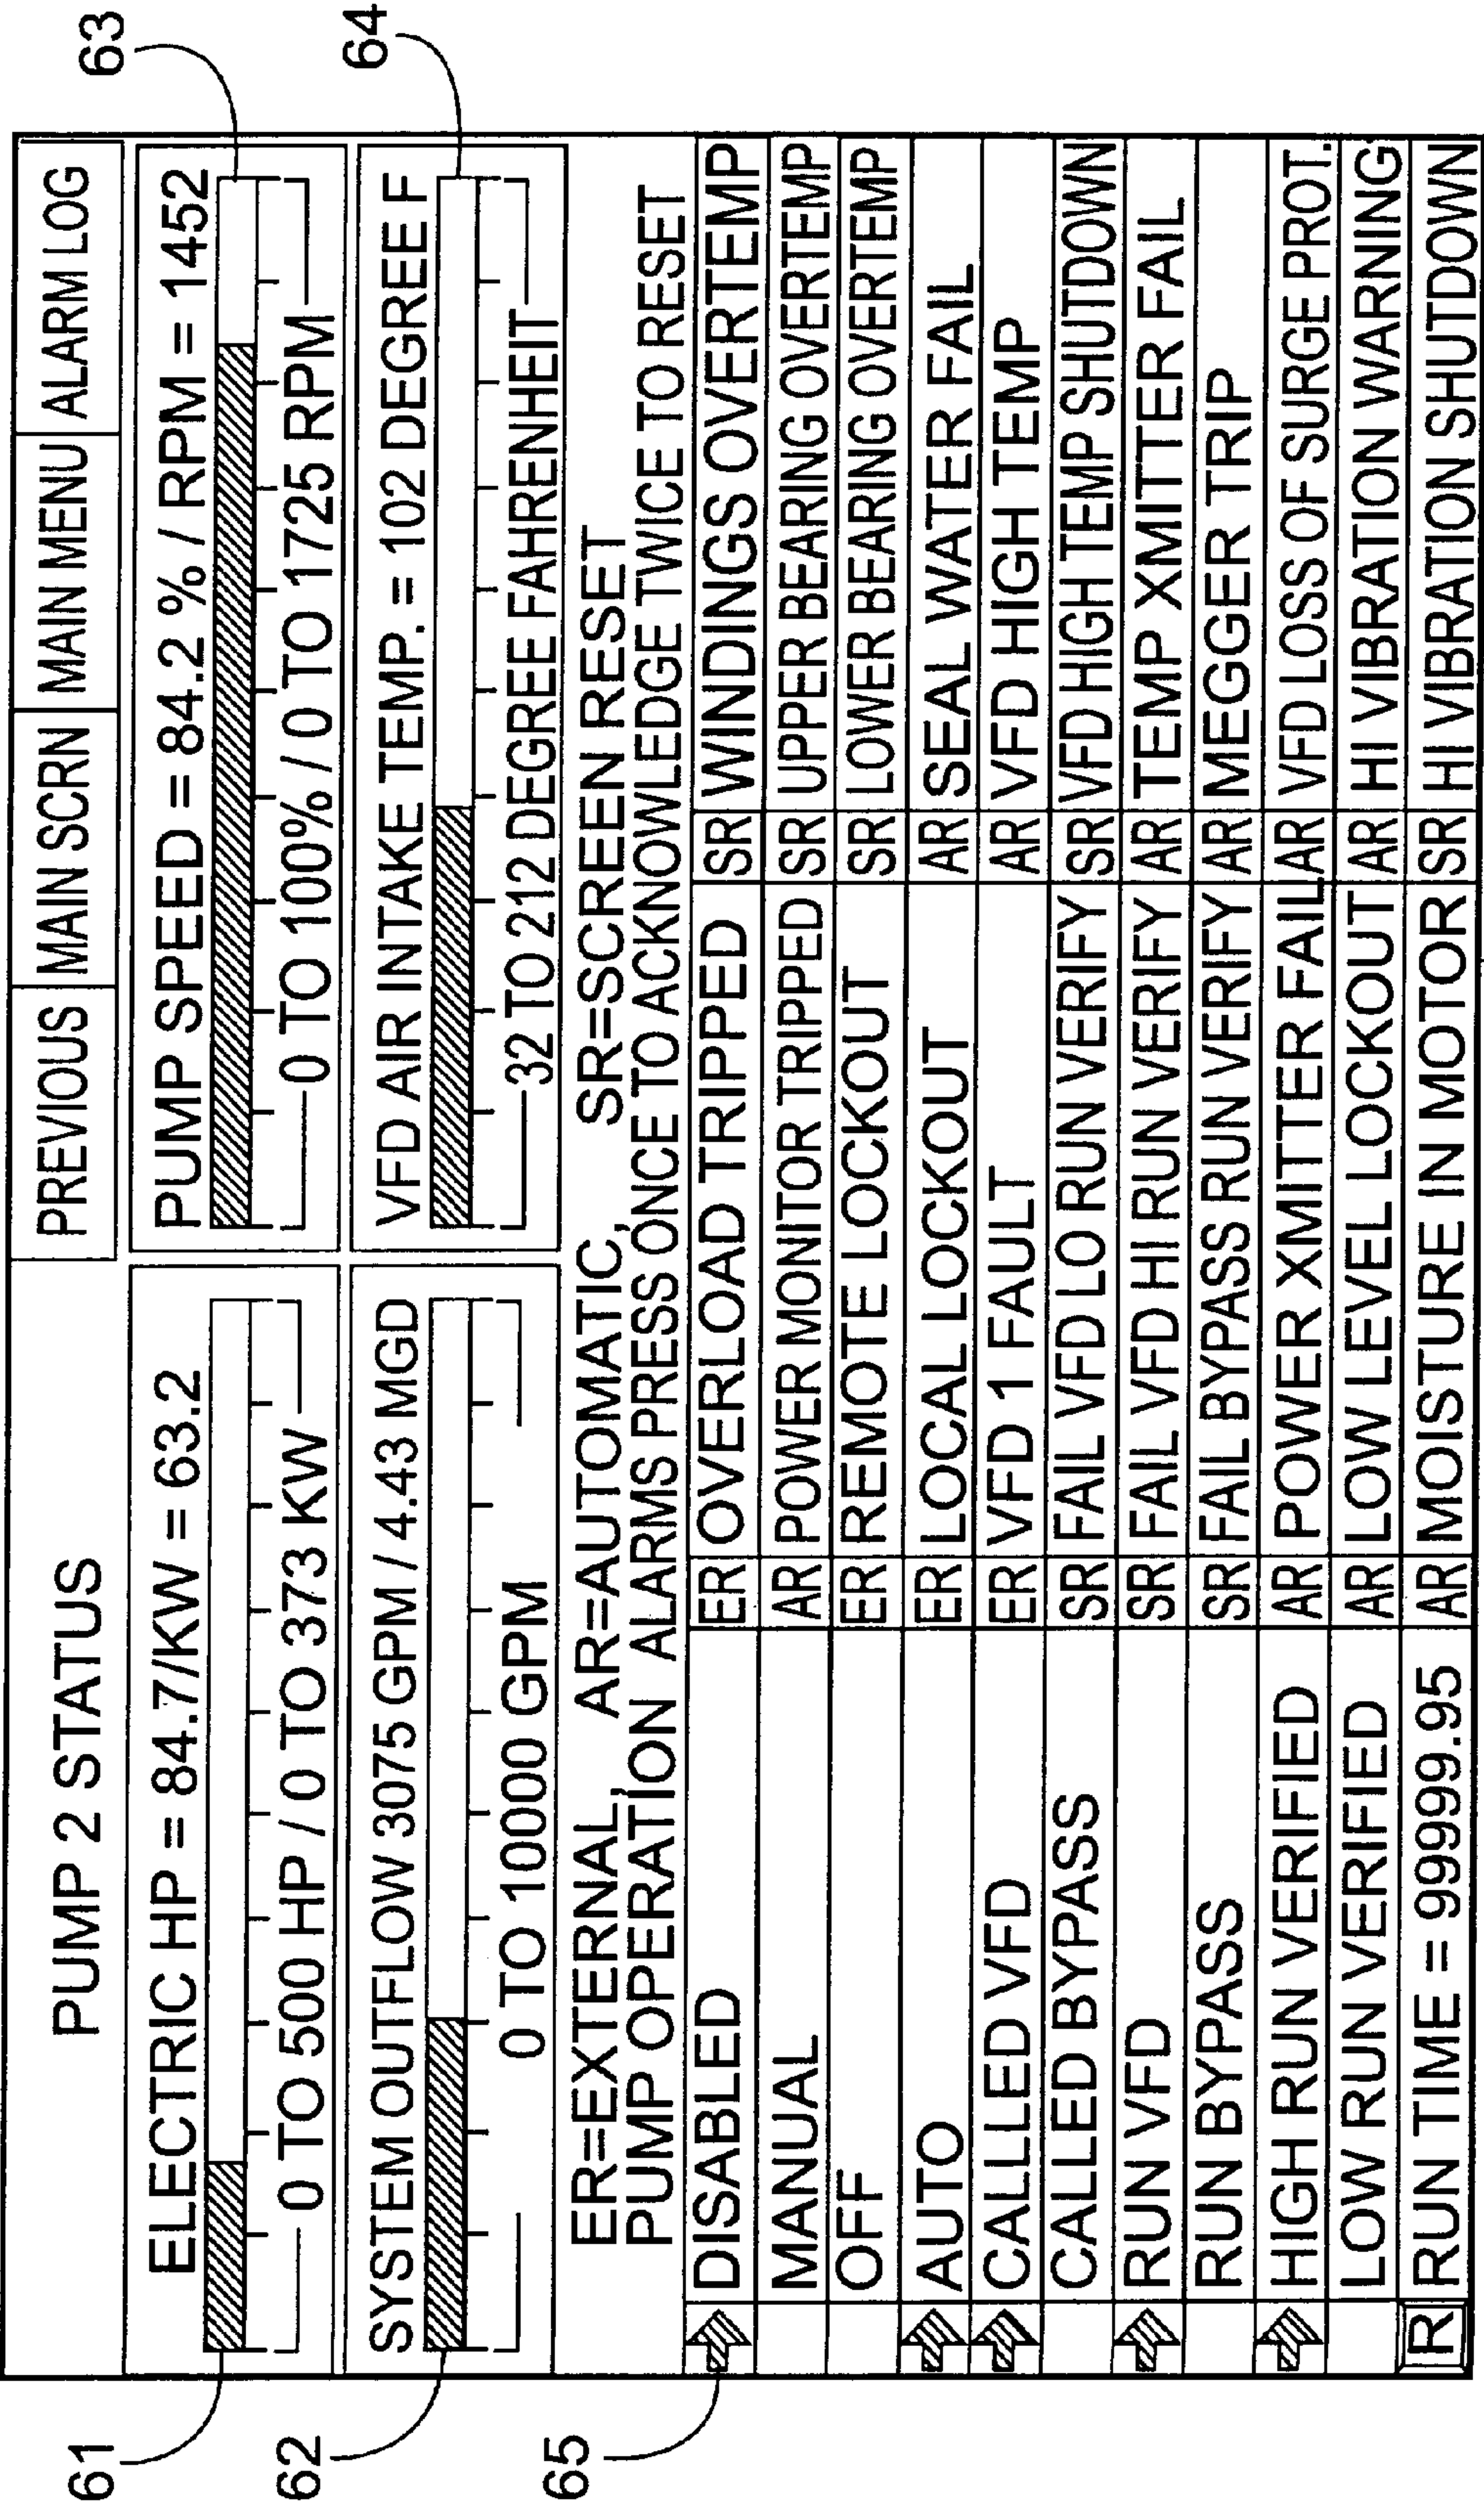 PUMP 2 STATUS
PREVIOUS
MAIN SCRN
MAIN MENU
ALARM LOG
61
ELECTRIC HP = 84.7/KW = 63.2
0 TO 500 HP / 0 TO 373 KW
PUMP SPEED = 84.2 % / RPM = 1452
0 TO 100% / 0 TO 1725 RPM
63
62
SYSTEM OUTFLOW 3075 GPM / 4.43 MGD
0 TO 10000 GPM
VFD AIR INTAKE TEMP. = 102 DEGREE F
32 TO 212 DEGREE FAHRENHEIT
64
ER=EXTERNAL, AR=AUTOMATIC, SR=SCREEN RESET
PUMP OPERATION ALARMS PRESS ONCE TO ACKNOWLEDGE TWICE TO RESET
65
DISABLED ER OVERLOAD TRIPPED SR WINDINGS OVERTEMP
MANUAL AR POWER MONITOR TRIPPED SR UPPER BEARING OVERTEMP
OFF ER REMOTE LOCKOUT SR LOWER BEARING OVERTEMP
AUTO ER LOCAL LOCKOUT AR SEAL WATER FAIL
CALLED VFD ER VFD 1 FAULT AR VFD HIGH TEMP
CALLED BYPASS SR FAIL VFD LO RUN VERIFY SR VFD HIGH TEMP SHUTDOWN
RUN VFD SR FAIL VFD HI RUN VERIFY AR TEMP XMITTER FAIL
RUN BYPASS SR FAIL BYPASS RUN VERIFY AR MEGGER TRIP
HIGH RUN VERIFIED AR POWER XMITTER FAIL AR VFD LOSS OF SURGE PROT.
LOW RUN VERIFIED AR LOW LEVEL LOCKOUT AR HI VIBRATION WARNING
R RUN TIME = 99999.95 AR MOISTURE IN MOTOR SR HI VIBRATION SHUTDOWN